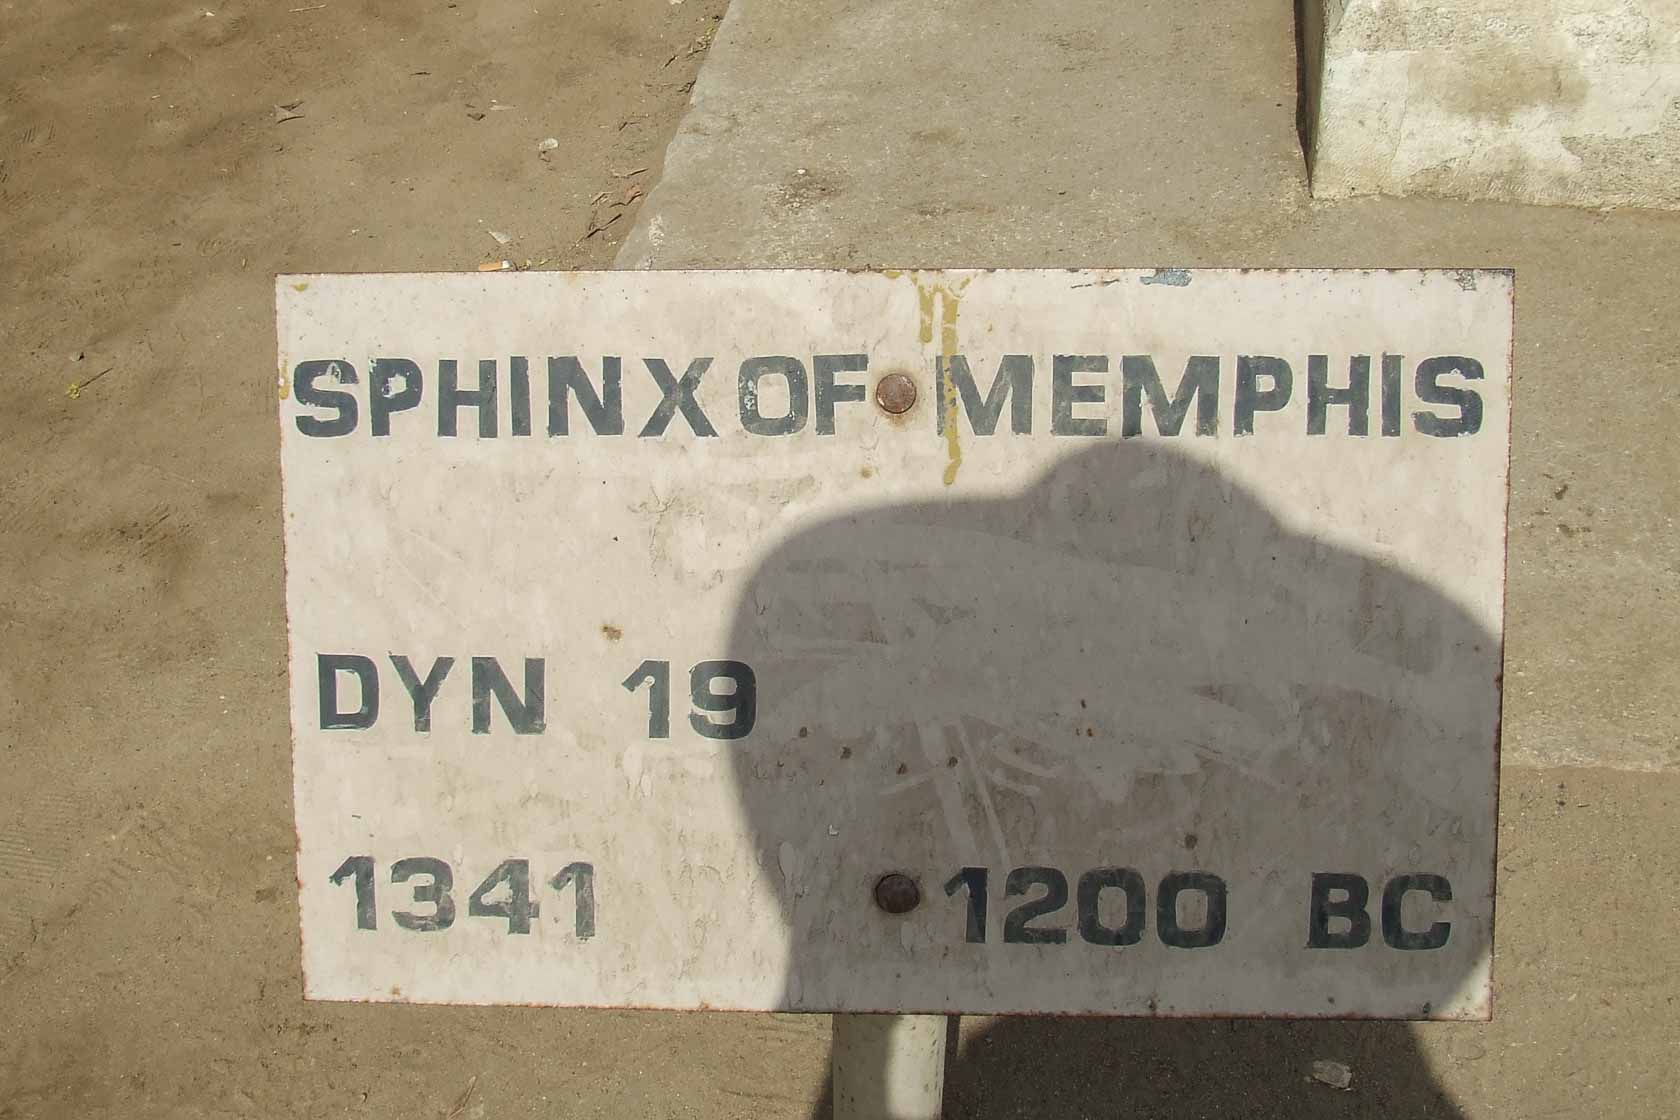 SPHINX OF MEMPHIS
DYN 19
1341 1200 BC